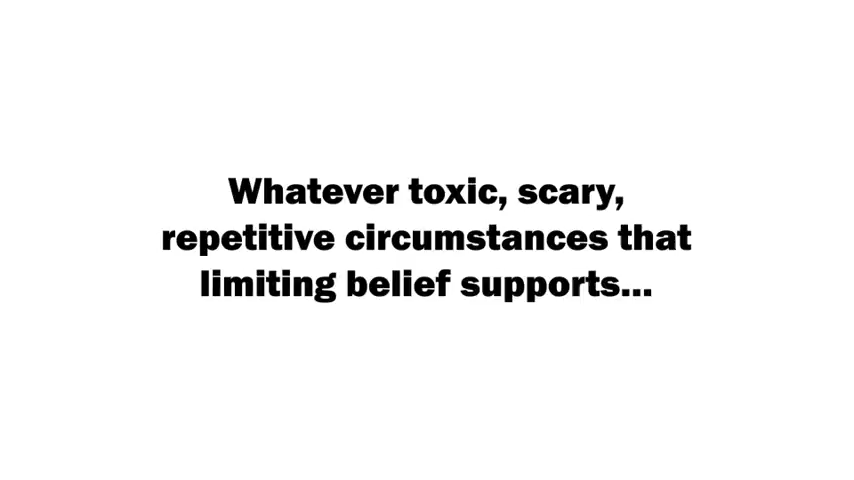 Whatever toxic, scary,
repetitive circumstances that
limiting belief supports...